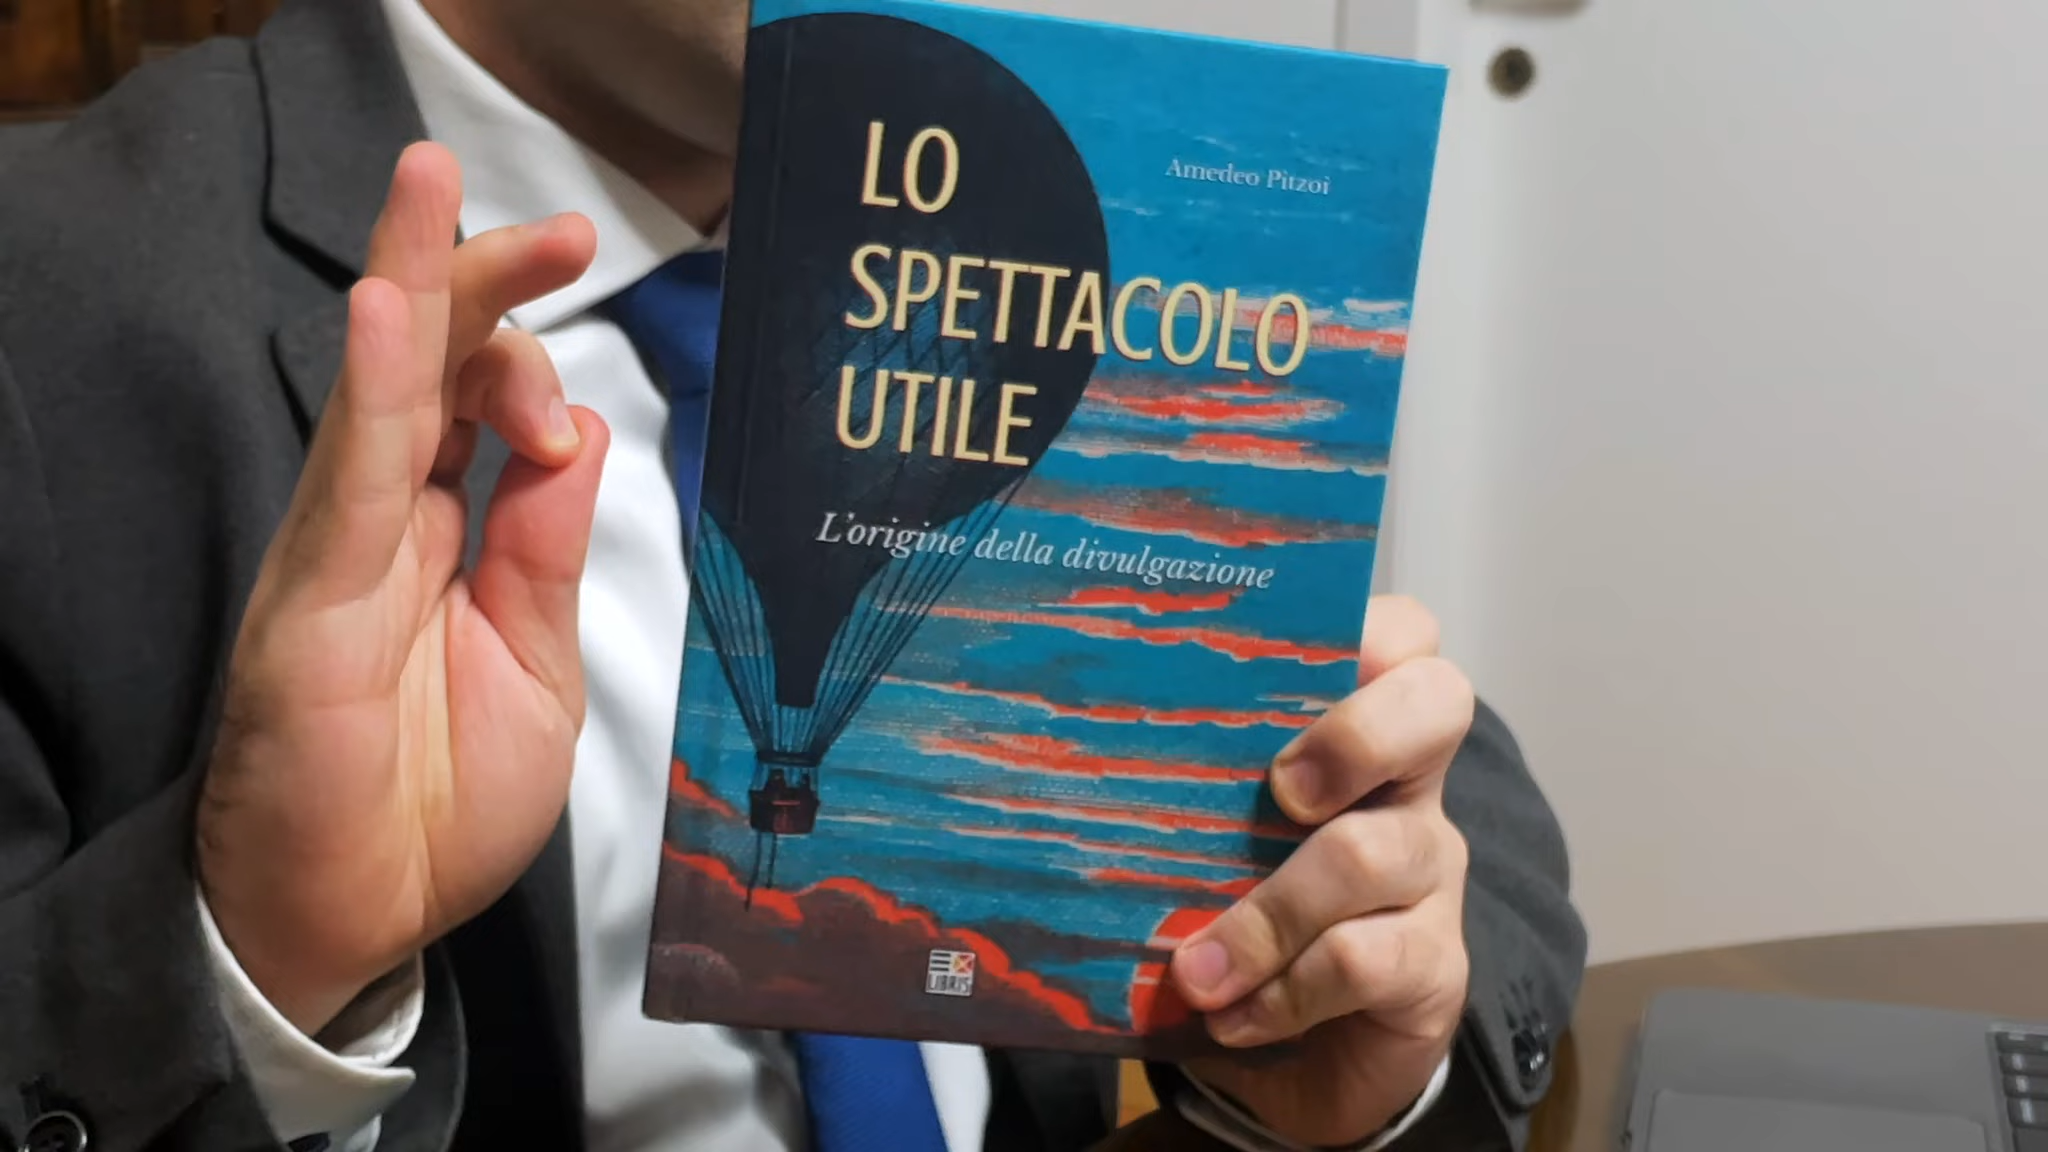 Amedeo Pitzoi
LO
SPETTACOLO
UTILE
L'origine della divulgazione
LIBRIS